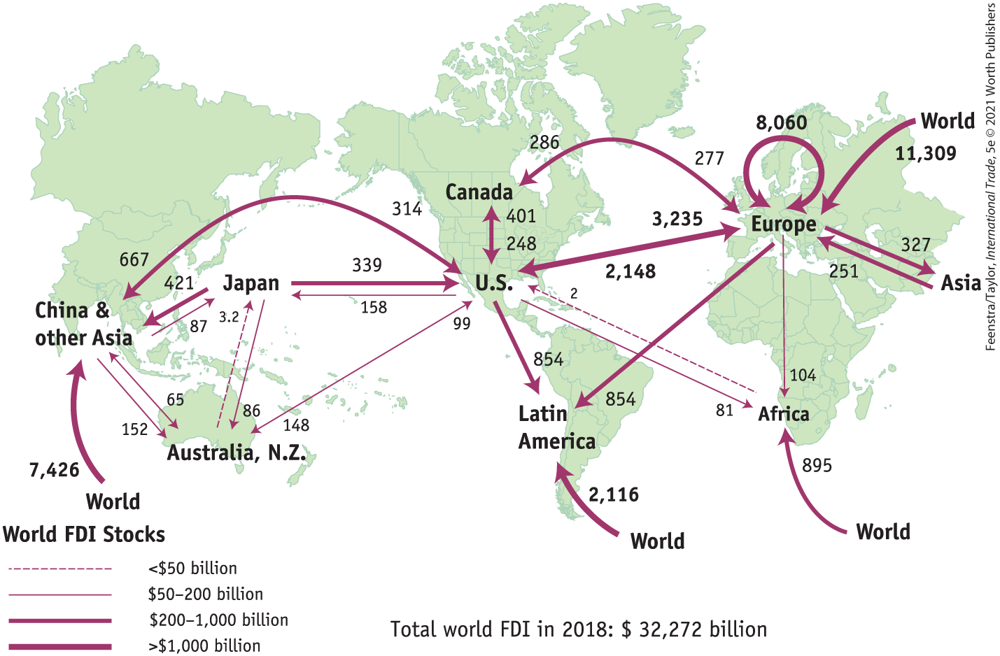 Feenstra/Taylor, International Trade, 5e © 2021 Worth Publishers
8,060
World
11,309
286
277
Canada
314
401
3,235
Europe
248
327
667
339
2,148
251
421
Japan
U.S.
Asia
China &
other Asia
3.2
158
2
87
99
854
104
65
86
854
81
152
148
Latin
America
Africa
Australia, N.Z.
7,426
895
World
2,116
World
World
World FDI Stocks
<$50 billion
$50–200 billion
$200–1,000 billion
>$1,000 billion
Total world FDI in 2018: $ 32,272 billion